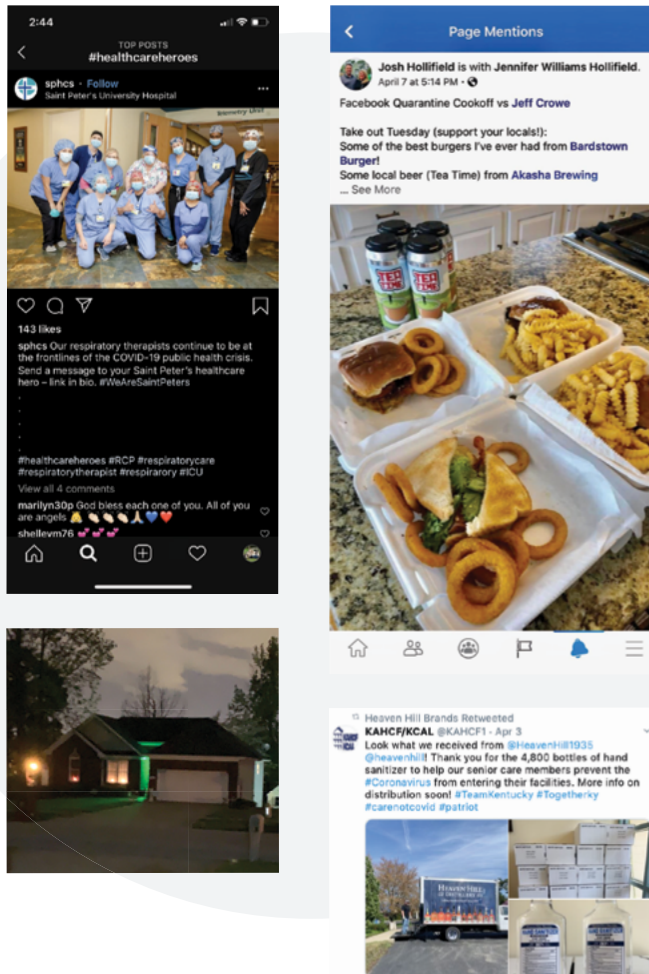 2:44
TOP POSTS
#healthcareheroes
sphcs · Follow
Saint Peter's University Hospital
143 likes
sphcs Our respiratory therapists continue to be at
the frontlines of the COVID-19 public health crisis.
Send a message to your Saint Peter's healthcare
hero – link in bio. #WeAreSaintPeters
.
.
.
.
.
#healthcareheroes #RCP #respiratorycare
#respiratorytherapist #respirarory #ICU
View all 4 comments
marilyn30p God bless each one of you. All of you
are angels 👼👏👏👏🙏💙❤️
shelleym76 💕💕💕
Page Mentions
Josh Hollifield is with Jennifer Williams Hollifield.
April 7 at 5:14 PM ·
Facebook Quarantine Cookoff vs Jeff Crowe
Take out Tuesday (support your locals!):
Some of the best burgers I've ever had from Bardstown
Burger!
Some local beer (Tea Time) from Akasha Brewing
... See More
TEA
TIME
Heaven Hill Brands Retweeted
KAHCF/KCAL @KAHCF1 · Apr 3
Look what we received from @HeavenHill1935
@heavenhill! Thank you for the 4,800 bottles of hand
sanitizer to help our senior care members prevent the
#Coronavirus from entering their facilities. More info on
distribution soon! #TeamKentucky #Togetherky
#carenotcovid #patriot
HEAVEN HILL
HAND SANITIZER
HAND SANITIZER